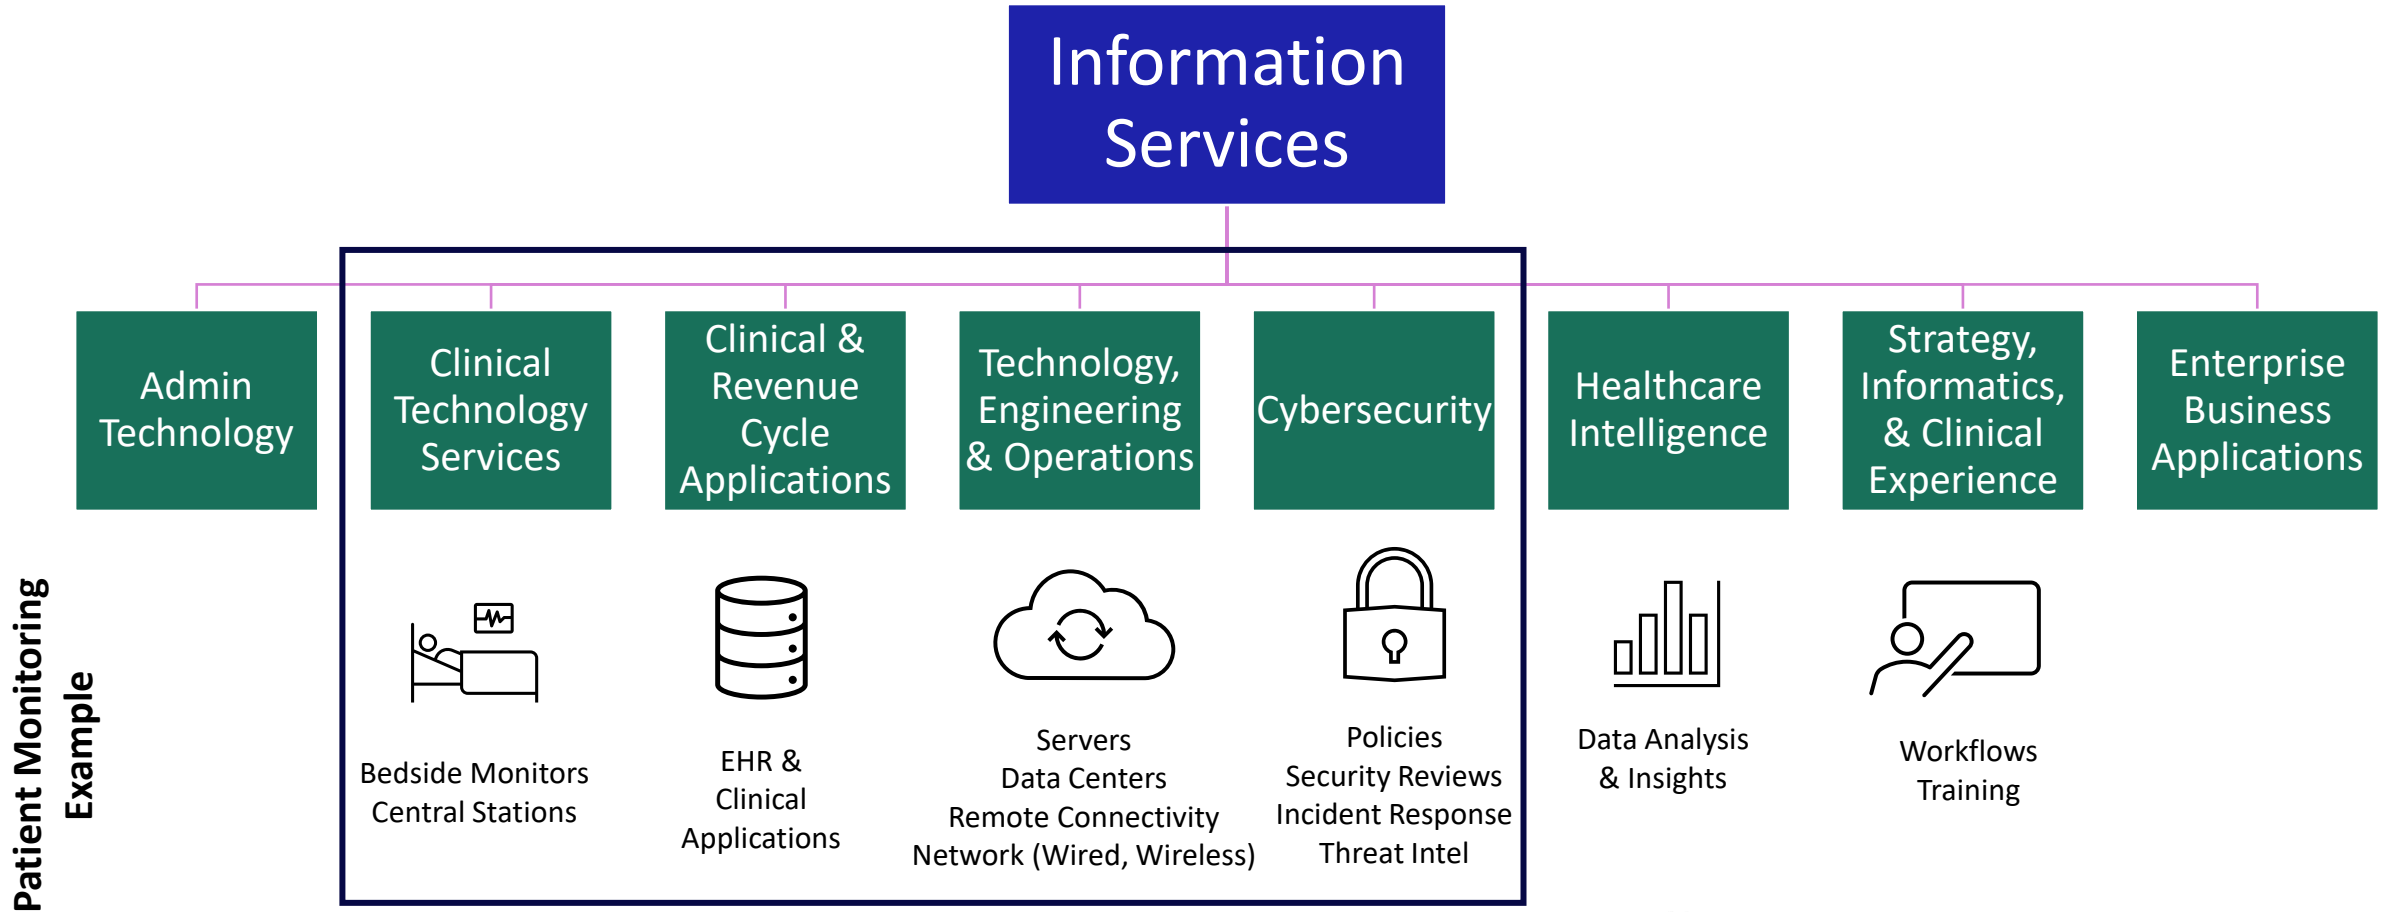 Information
Services
Admin
Technology
Clinical
Technology
Services
Clinical &
Revenue
Cycle
Applications
Technology,
Engineering
& Operations
Cybersecurity
Healthcare
Intelligence
Strategy,
Informatics,
& Clinical
Experience
Enterprise
Business
Applications
Patient Monitoring
Example
Bedside Monitors
Central Stations
EHR &
Clinical
Applications
Servers
Data Centers
Remote Connectivity
Network (Wired, Wireless)
Policies
Security Reviews
Incident Response
Threat Intel
Data Analysis
& Insights
Workflows
Training